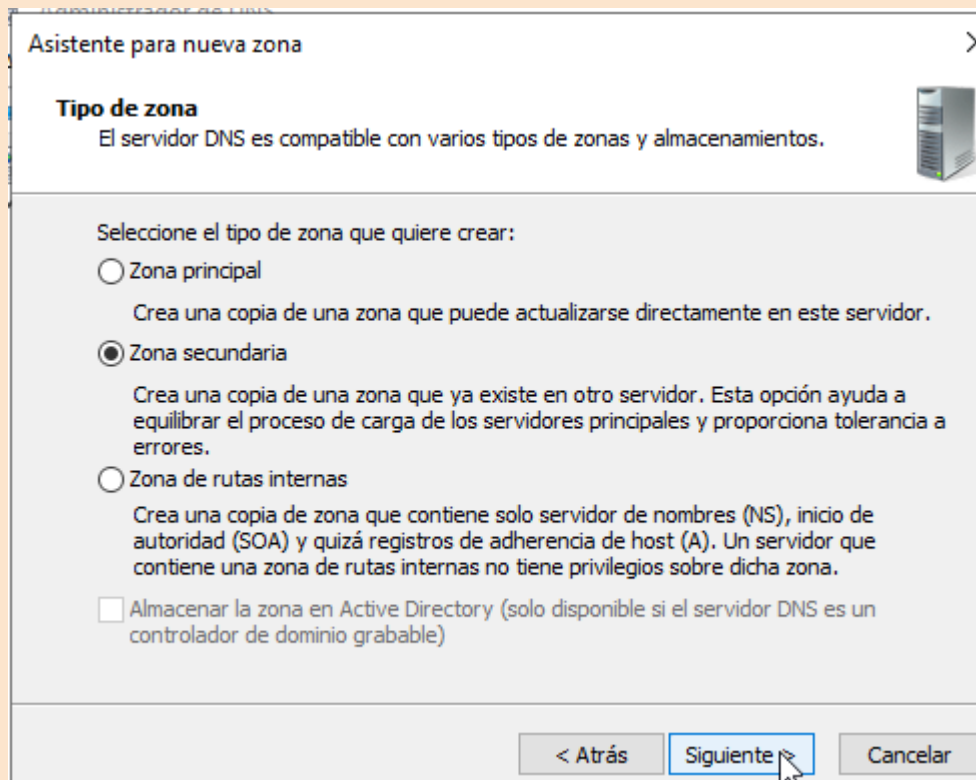 Administrador de DNS
Asistente para nueva zona
Tipo de zona
El servidor DNS es compatible con varios tipos de zonas y almacenamientos.
Seleccione el tipo de zona que quiere crear:
Zona principal
Crea una copia de una zona que puede actualizarse directamente en este servidor.
Zona secundaria
Crea una copia de una zona que ya existe en otro servidor. Esta opción ayuda a
equilibrar el proceso de carga de los servidores principales y proporciona tolerancia a
errores.
Zona de rutas internas
Crea una copia de zona que contiene solo servidor de nombres (NS), inicio de
autoridad (SOA) y quizá registros de adherencia de host (A). Un servidor que
contiene una zona de rutas internas no tiene privilegios sobre dicha zona.
Almacenar la zona en Active Directory (solo disponible si el servidor DNS es un
controlador de dominio grabable)
< Atrás
Siguiente >
Cancelar